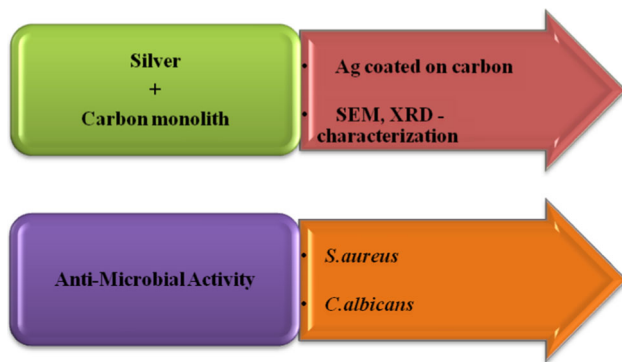 Silver
+
Carbon monolith
• Ag coated on carbon
• SEM, XRD -
characterization
Anti-Microbial Activity
• S.aureus
• C.albicans